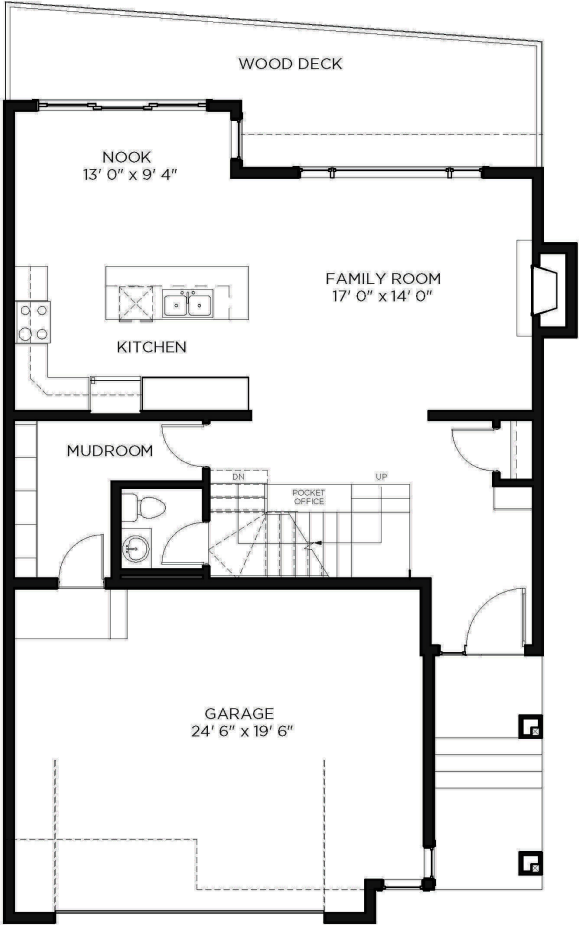 WOOD DECK
NOOK
13' 0" x 9' 4"
FAMILY ROOM
17' 0" x 14' 0"
KITCHEN
MUDROOM
DN
UP
POCKET
OFFICE
GARAGE
24' 6" x 19' 6"